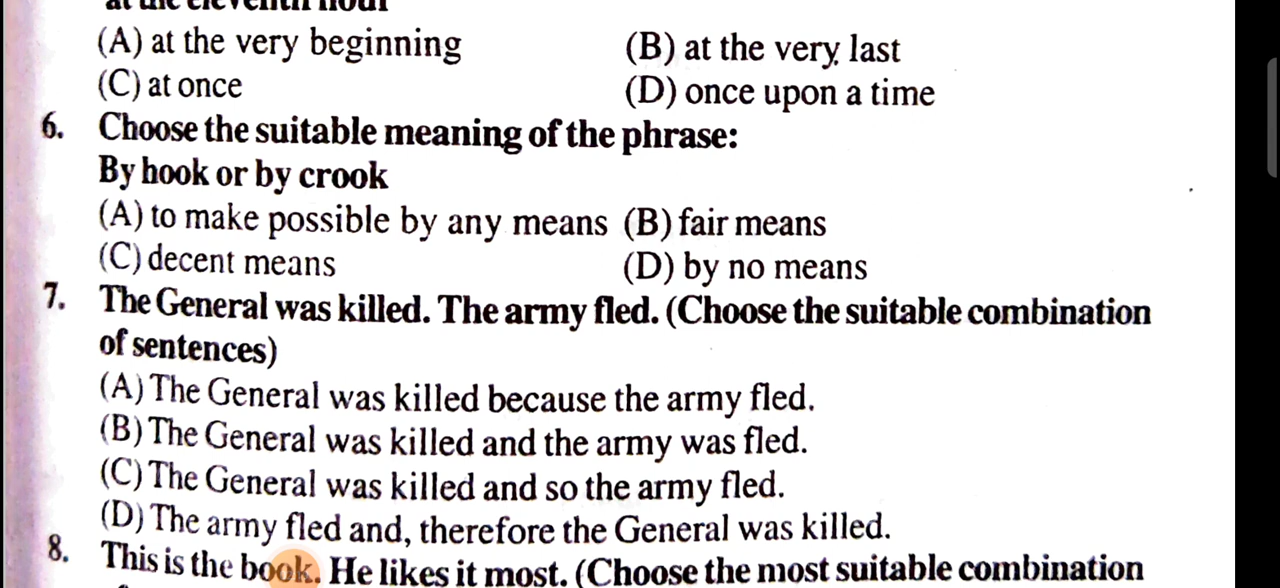 at the eleventh hour
(A) at the very beginning (B) at the very last
(C) at once (D) once upon a time
6. Choose the suitable meaning of the phrase:
By hook or by crook
(A) to make possible by any means (B) fair means
(C) decent means (D) by no means
7. The General was killed. The army fled. (Choose the suitable combination
of sentences)
(A) The General was killed because the army fled.
(B) The General was killed and the army was fled.
(C) The General was killed and so the army fled.
(D) The army fled and, therefore the General was killed.
8. This is the book. He likes it most. (Choose the most suitable combination